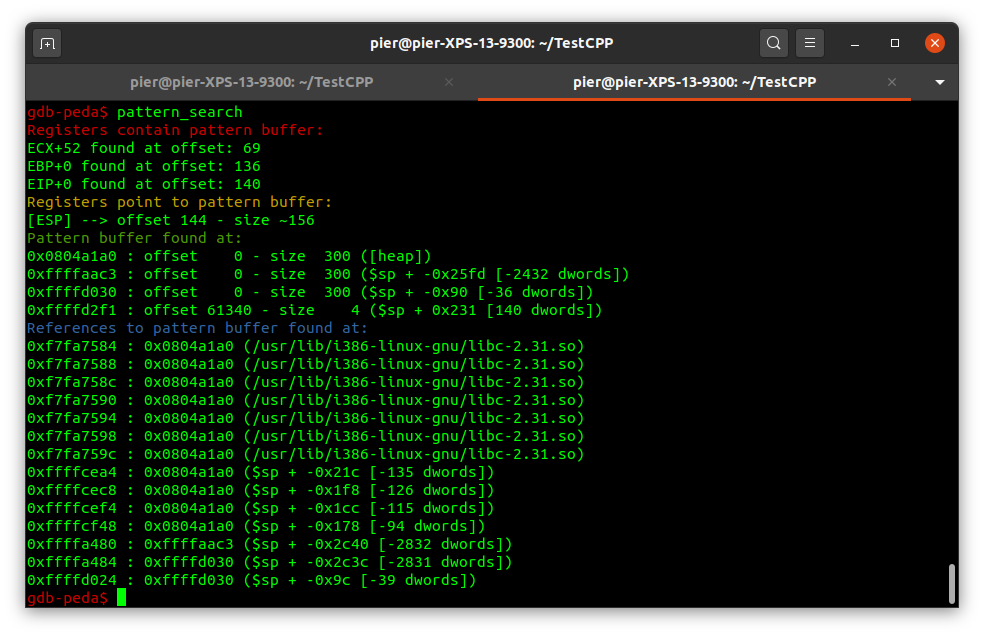 pier@pier-XPS-13-9300: ~/TestCPP
pier@pier-XPS-13-9300: ~/TestCPP
pier@pier-XPS-13-9300: ~/TestCPP
gdb-peda$ pattern_search
Registers contain pattern buffer:
ECX+52 found at offset: 69
EBP+0 found at offset: 136
EIP+0 found at offset: 140
Registers point to pattern buffer:
[ESP] --> offset 144 - size ~156
Pattern buffer found at:
0x0804a1a0 : offset    0 - size  300 ([heap])
0xffffaac3 : offset    0 - size  300 ($sp + -0x25fd [-2432 dwords])
0xffffd030 : offset    0 - size  300 ($sp + -0x90 [-36 dwords])
0xffffd2f1 : offset 61340 - size    4 ($sp + 0x231 [140 dwords])
References to pattern buffer found at:
0xf7fa7584 : 0x0804a1a0 (/usr/lib/i386-linux-gnu/libc-2.31.so)
0xf7fa7588 : 0x0804a1a0 (/usr/lib/i386-linux-gnu/libc-2.31.so)
0xf7fa758c : 0x0804a1a0 (/usr/lib/i386-linux-gnu/libc-2.31.so)
0xf7fa7590 : 0x0804a1a0 (/usr/lib/i386-linux-gnu/libc-2.31.so)
0xf7fa7594 : 0x0804a1a0 (/usr/lib/i386-linux-gnu/libc-2.31.so)
0xf7fa7598 : 0x0804a1a0 (/usr/lib/i386-linux-gnu/libc-2.31.so)
0xf7fa759c : 0x0804a1a0 (/usr/lib/i386-linux-gnu/libc-2.31.so)
0xffffcea4 : 0x0804a1a0 ($sp + -0x21c [-135 dwords])
0xffffcec8 : 0x0804a1a0 ($sp + -0x1f8 [-126 dwords])
0xffffcef4 : 0x0804a1a0 ($sp + -0x1cc [-115 dwords])
0xffffcf48 : 0x0804a1a0 ($sp + -0x178 [-94 dwords])
0xffffa480 : 0xffffaac3 ($sp + -0x2c40 [-2832 dwords])
0xffffa484 : 0xffffd030 ($sp + -0x2c3c [-2831 dwords])
0xffffd024 : 0xffffd030 ($sp + -0x9c [-39 dwords])
gdb-peda$